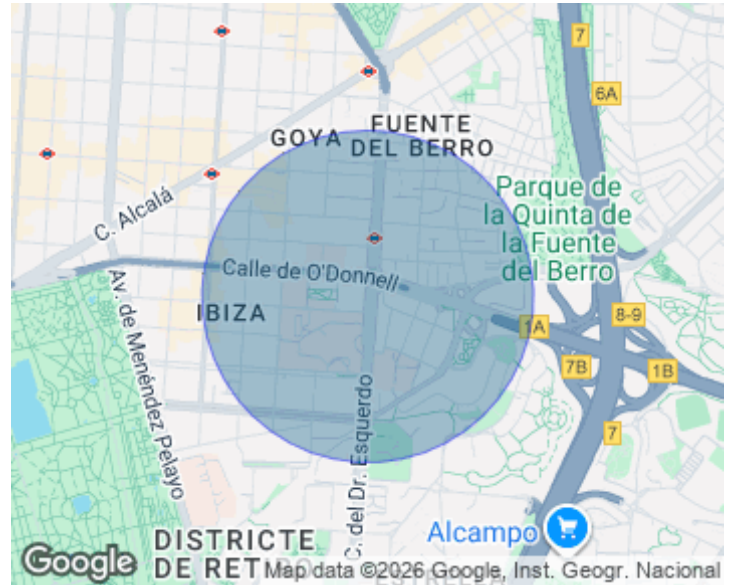 7
6A
GOYA
FUENTE
DEL BERRO
C. Alcalá
Parque de
la Quinta de
la Fuente
del Berro
Calle de O'Donnell
Av. de Menéndez Pelayo
IBIZA
1A
8-9
7B
1B
7
C. del Dr. Esquerdo
Alcampo
DISTRICTE
DE RET
Google
Map data ©2026 Google, Inst. Geogr. Nacional